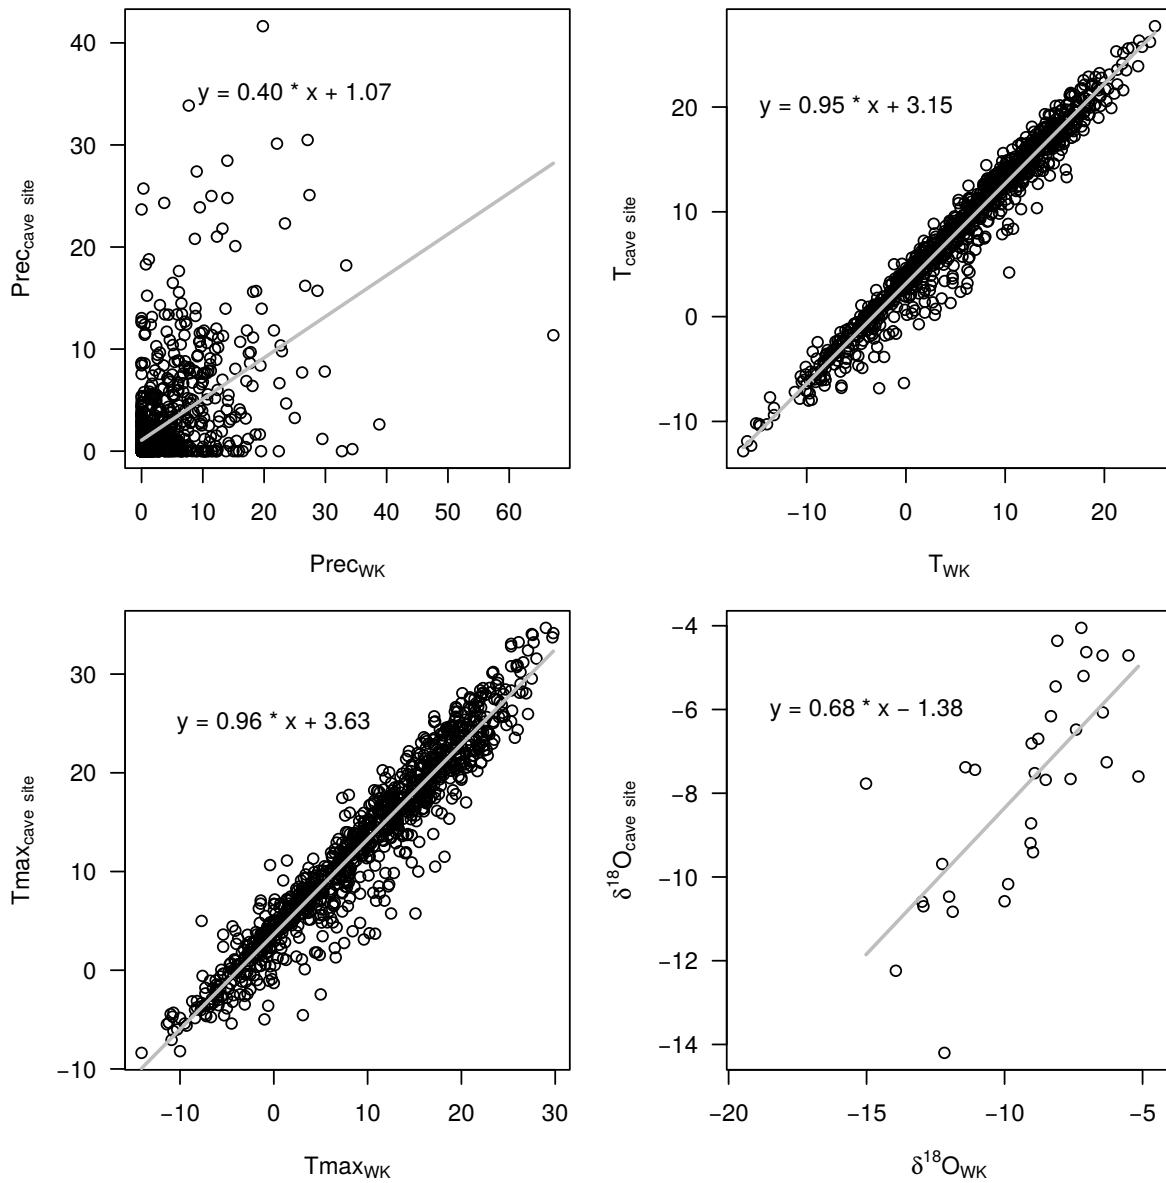 y = 0.40 * x + 1.07
Prec_cave site
40
30
20
10
0
0 10 20 30 40 50 60
Prec_WK
y = 0.95 * x + 3.15
T_cave site
20
10
0
−10
−10 0 10 20
T_WK
y = 0.96 * x + 3.63
Tmax_cave site
30
20
10
0
−10
−10 0 10 20 30
Tmax_WK
y = 0.68 * x − 1.38
δ¹⁸O_cave site
−4
−6
−8
−10
−12
−14
−20 −15 −10 −5
δ¹⁸O_WK